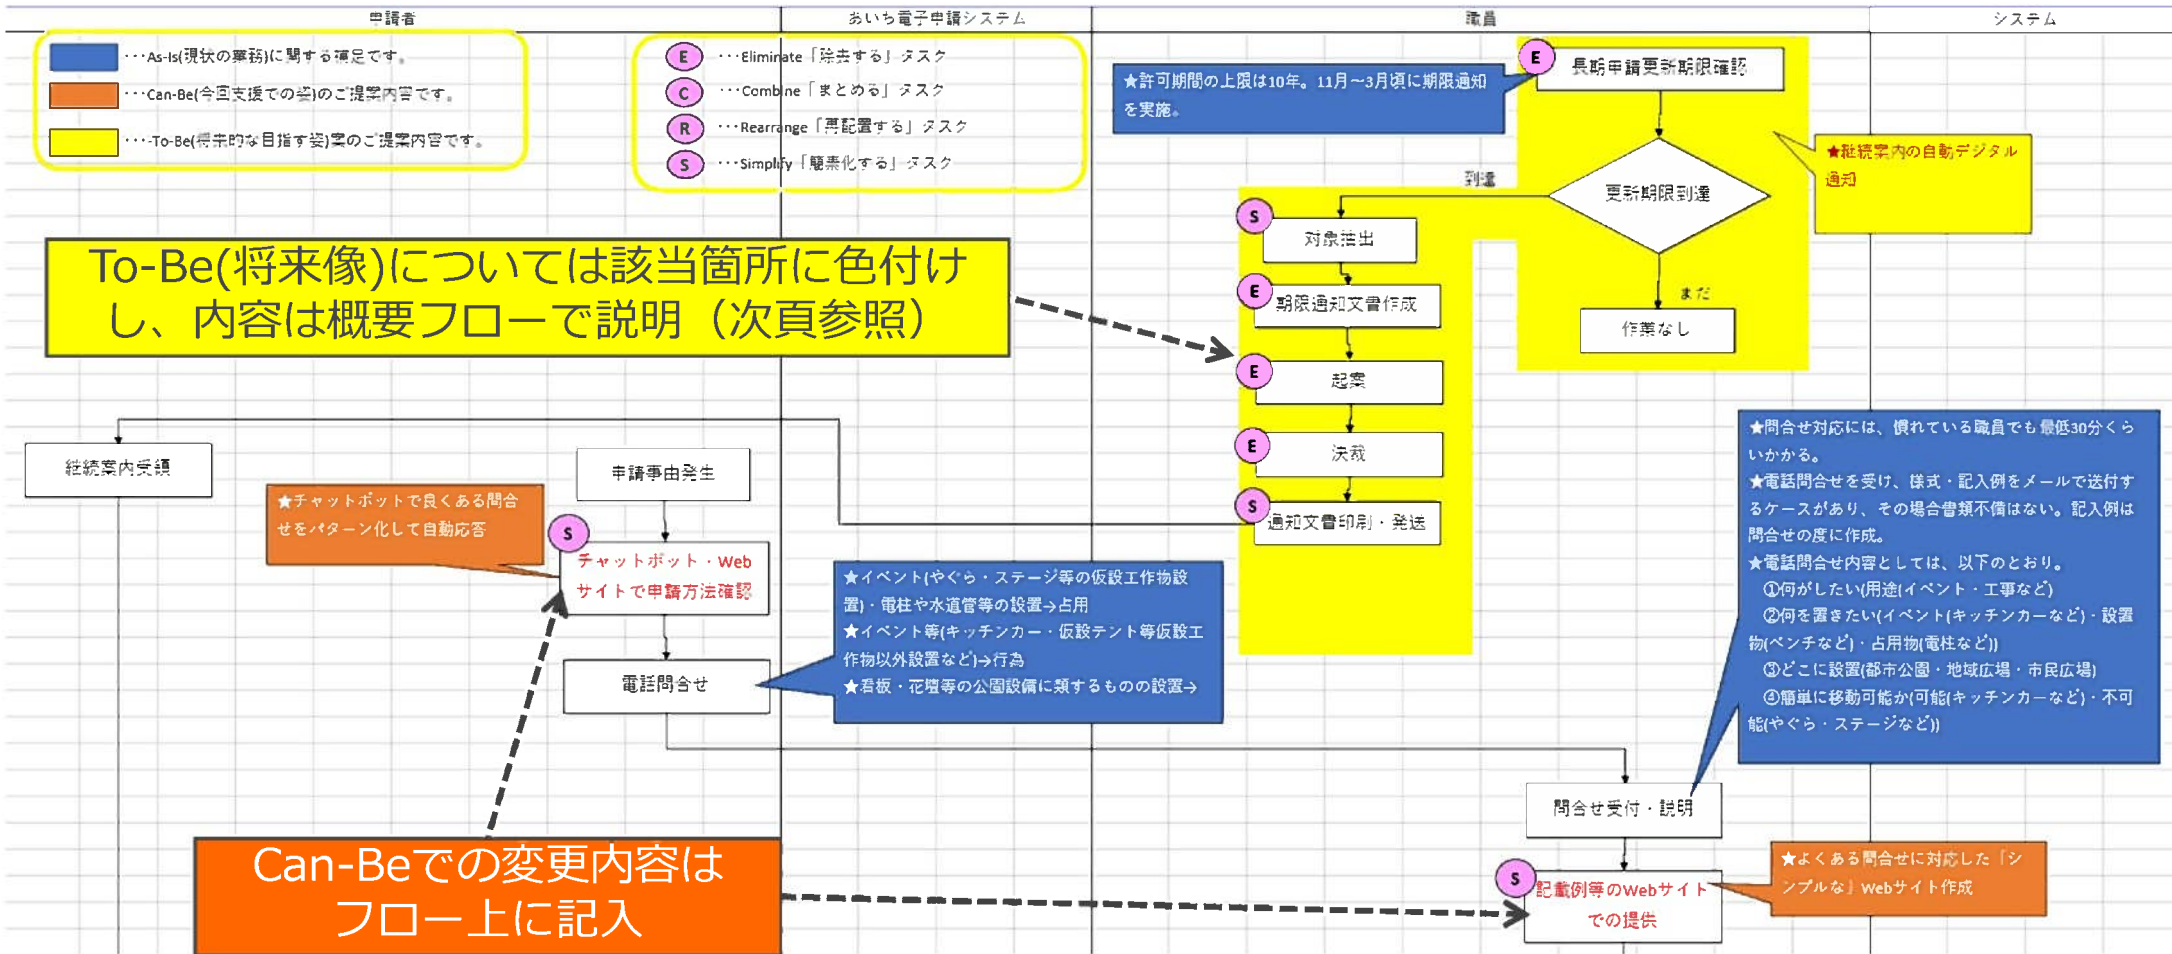 申請者
あいち電子申請システム
職員
システム
・・・As-Is(現状の業務)に関する補足です。
・・・Can-Be(今回支援での姿)のご提案内容です。
・・・To-Be(将来的な目指す姿)案のご提案内容です。
E ・・・Eliminate「除去する」タスク
C ・・・Combine「まとめる」タスク
R ・・・Rearrange「再配置する」タスク
S ・・・Simplify「簡素化する」タスク
★許可期間の上限は10年。11月～3月頃に期限通知
を実施。
E
長期申請更新期限確認
★継続案内の自動デジタル
通知
更新期限到達
到達
まだ
作業なし
S
対象抽出
E
期限通知文書作成
E
起案
E
決裁
S
通知文書印刷・発送
To-Be(将来像)については該当箇所に色付け
し、内容は概要フローで説明（次頁参照）
継続案内受領
申請事由発生
★チャットボットで良くある問合
せをパターン化して自動応答
S
チャットボット・Web
サイトで申請方法確認
電話問合せ
★イベント(やぐら・ステージ等の仮設工作物設
置)・電柱や水道管等の設置→占用
★イベント等(キッチンカー・仮設テント等仮設工
作物以外設置など)→行為
★看板・花壇等の公園設備に類するものの設置→
★問合せ対応には、慣れている職員でも最低30分くら
いかかる。
★電話問合せを受け、様式・記入例をメールで送付す
るケースがあり、その場合書類不備はない。記入例は
問合せの度に作成。
★電話問合せ内容としては、以下のとおり。
①何がしたい(用途(イベント・工事など)
②何を置きたい(イベント(キッチンカーなど)・設置
物(ベンチなど)・占用物(電柱など))
③どこに設置(都市公園・地域広場・市民広場)
④簡単に移動可能か(可能(キッチンカーなど)・不可
能(やぐら・ステージなど))
問合せ受付・説明
S
記載例等のWebサイト
での提供
★よくある問合せに対応した「シ
ンプルな」Webサイト作成
Can-Beでの変更内容は
フロー上に記入